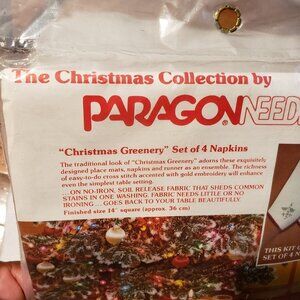 The Christmas Collection by
PARAGON NEED
"Christmas Greenery" Set of 4 Napkins
The traditional look of "Christmas Greenery" adorns these exquisitely
designed place mats, napkins and runner as an ensemble. The richness
of easy-to-do cross stitch accented with gold embroidery will enhance
even the simplest table setting.
. . . ON NO-IRON, SOIL RELEASE FABRIC THAT SHEDS COMMON
STAINS IN ONE WASHING. FABRIC NEEDS LITTLE OR NO
IRONING . . . GOES BACK TO YOUR TABLE BEAUTIFULLY.
Finished size 14" square (approx. 36 cm)
THIS KIT
SET OF 4 N